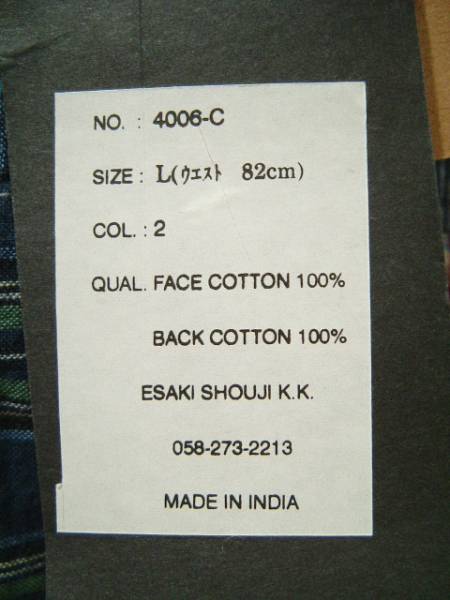 NO. : 4006-C
SIZE : L(ｳｴｽﾄ 82cm)
COL. : 2
QUAL. FACE COTTON 100%
BACK COTTON 100%
ESAKI SHOUJI K.K.
058-273-2213
MADE IN INDIA